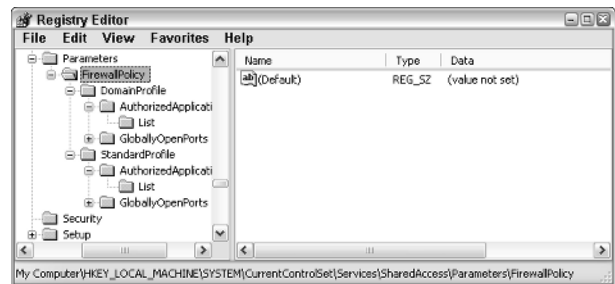 Registry Editor
File Edit View Favorites Help
Parameters
FirewallPolicy
DomainProfile
AuthorizedApplicati
List
GloballyOpenPorts
StandardProfile
AuthorizedApplicati
List
GloballyOpenPorts
Security
Setup
Name Type Data
ab (Default) REG_SZ (value not set)
My Computer\HKEY_LOCAL_MACHINE\SYSTEM\CurrentControlSet\Services\SharedAccess\Parameters\FirewallPolicy